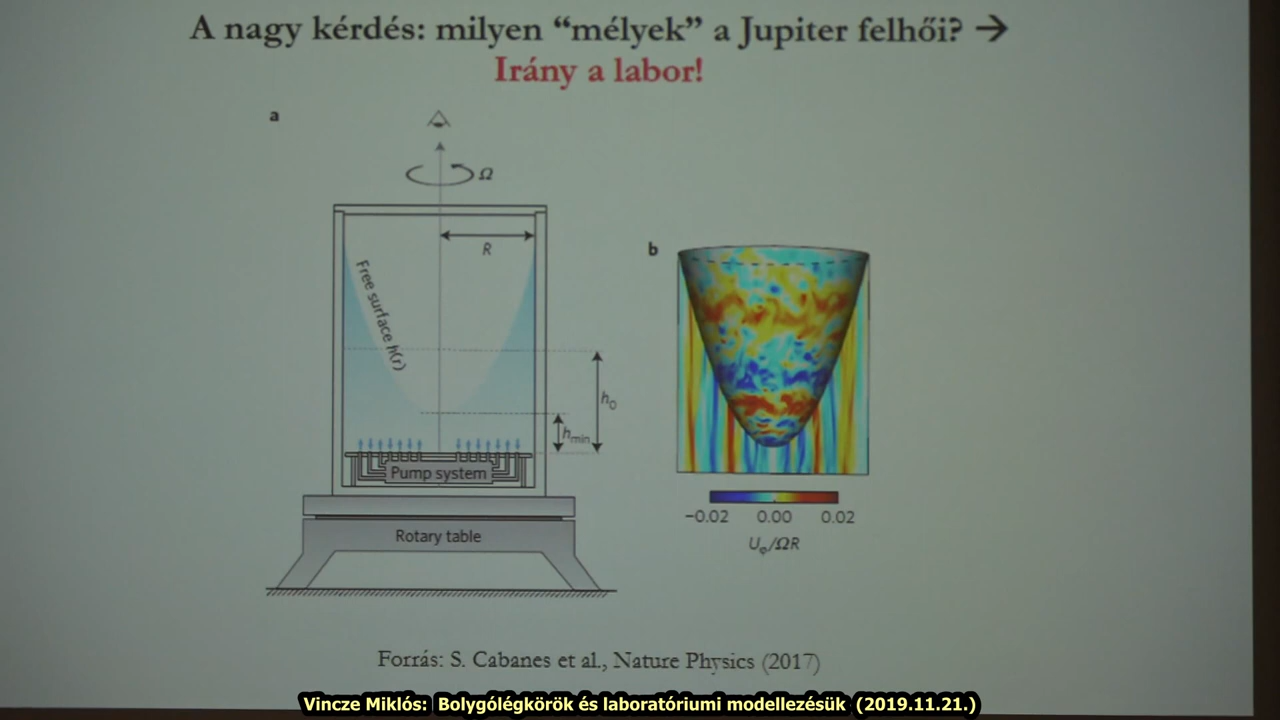 A nagy kérdés: milyen “mélyek” a Jupiter felhői? →
Irány a labor!
a
Ω
R
Free surface h(r)
h0
hmin
Pump system
Rotary table
b
−0.02 0.00 0.02
Uφ/ΩR
Forrás: S. Cabanes et al., Nature Physics (2017)
Vincze Miklós: Bolygólégkörök és laboratóriumi modellezésük (2019.11.21.)